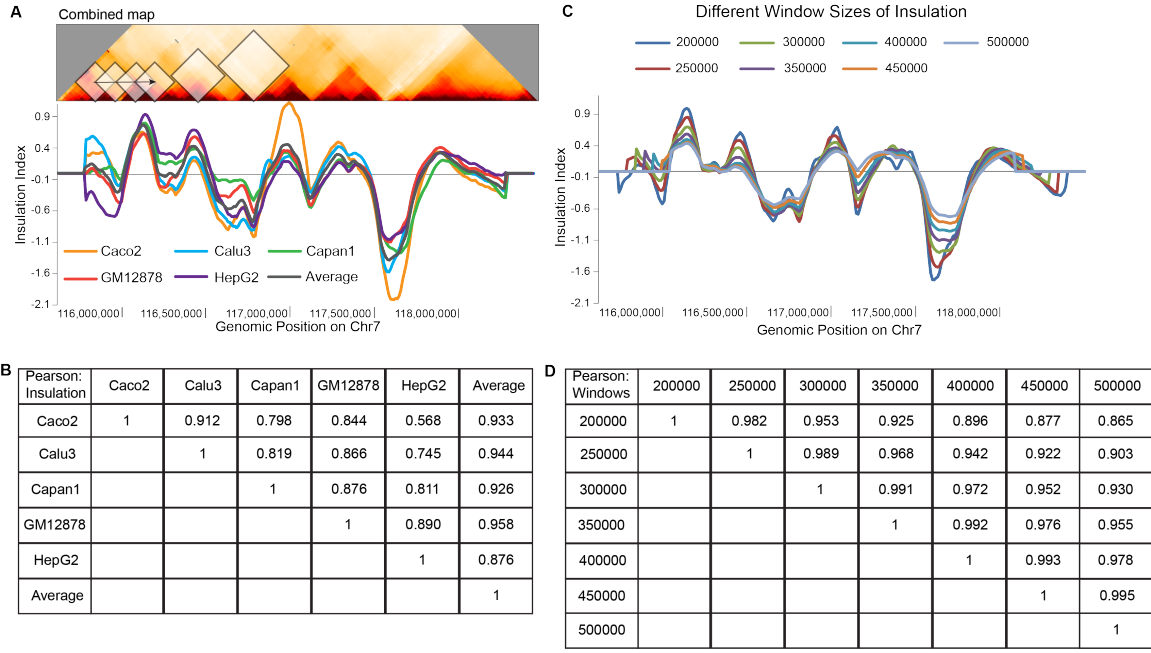 A
Combined map
Insulation Index
0.9
0.4
-0.1
-0.6
-1.1
-1.6
-2.1
Caco2 Calu3 Capan1
GM12878 HepG2 Average
116,000,000 116,500,000 117,000,000 117,500,000 118,000,000
Genomic Position on Chr7
C
Different Window Sizes of Insulation
200000 300000 400000 500000
250000 350000 450000
Insulation Index
0.9
0.4
-0.1
-0.6
-1.1
-1.6
-2.1
116,000,000 116,500,000 117,000,000 117,500,000 118,000,000
Genomic Position on Chr7
B
Pearson:
Insulation Caco2 Calu3 Capan1 GM12878 HepG2 Average
Caco2 1 0.912 0.798 0.844 0.568 0.933
Calu3 1 0.819 0.866 0.745 0.944
Capan1 1 0.876 0.811 0.926
GM12878 1 0.890 0.958
HepG2 1 0.876
Average 1
D
Pearson:
Windows 200000 250000 300000 350000 400000 450000 500000
200000 1 0.982 0.953 0.925 0.896 0.877 0.865
250000 1 0.989 0.968 0.942 0.922 0.903
300000 1 0.991 0.972 0.952 0.930
350000 1 0.992 0.976 0.955
400000 1 0.993 0.978
450000 1 0.995
500000 1